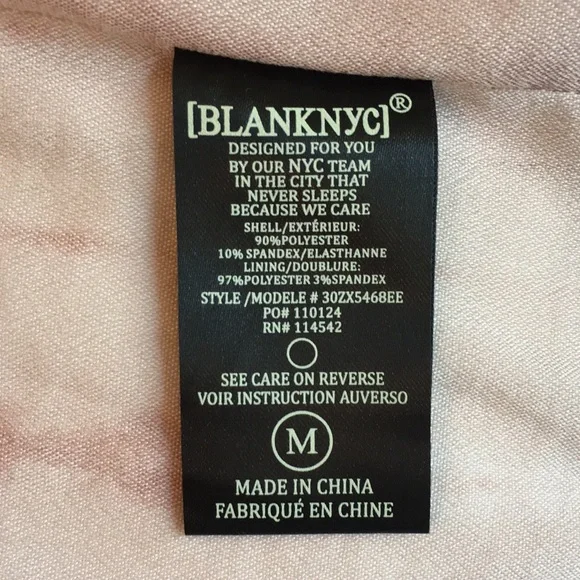 [BLANKNYC]®
DESIGNED FOR YOU
BY OUR NYC TEAM
IN THE CITY THAT
NEVER SLEEPS
BECAUSE WE CARE
SHELL/EXTÉRIEUR:
90%POLYESTER
10% SPANDEX/ELASTHANNE
LINING/DOUBLURE:
97%POLYESTER 3%SPANDEX
STYLE /MODELE # 30ZX5468EE
PO# 110124
RN# 114542
SEE CARE ON REVERSE
VOIR INSTRUCTION AUVERSO
M
MADE IN CHINA
FABRIQUÉ EN CHINE